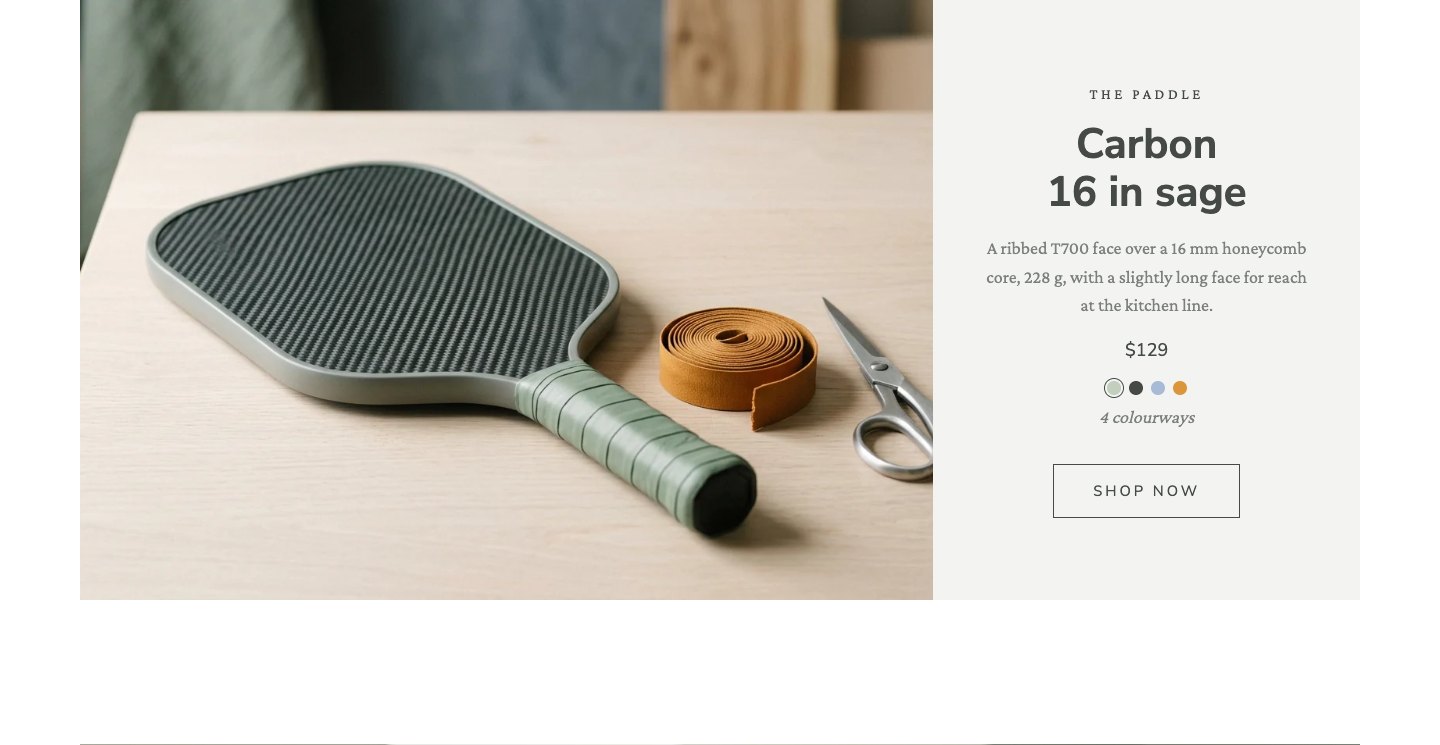 THE PADDLE
Carbon
16 in sage
A ribbed T700 face over a 16 mm honeycomb
core, 228 g, with a slightly long face for reach
at the kitchen line.
$129
4 colourways
SHOP NOW